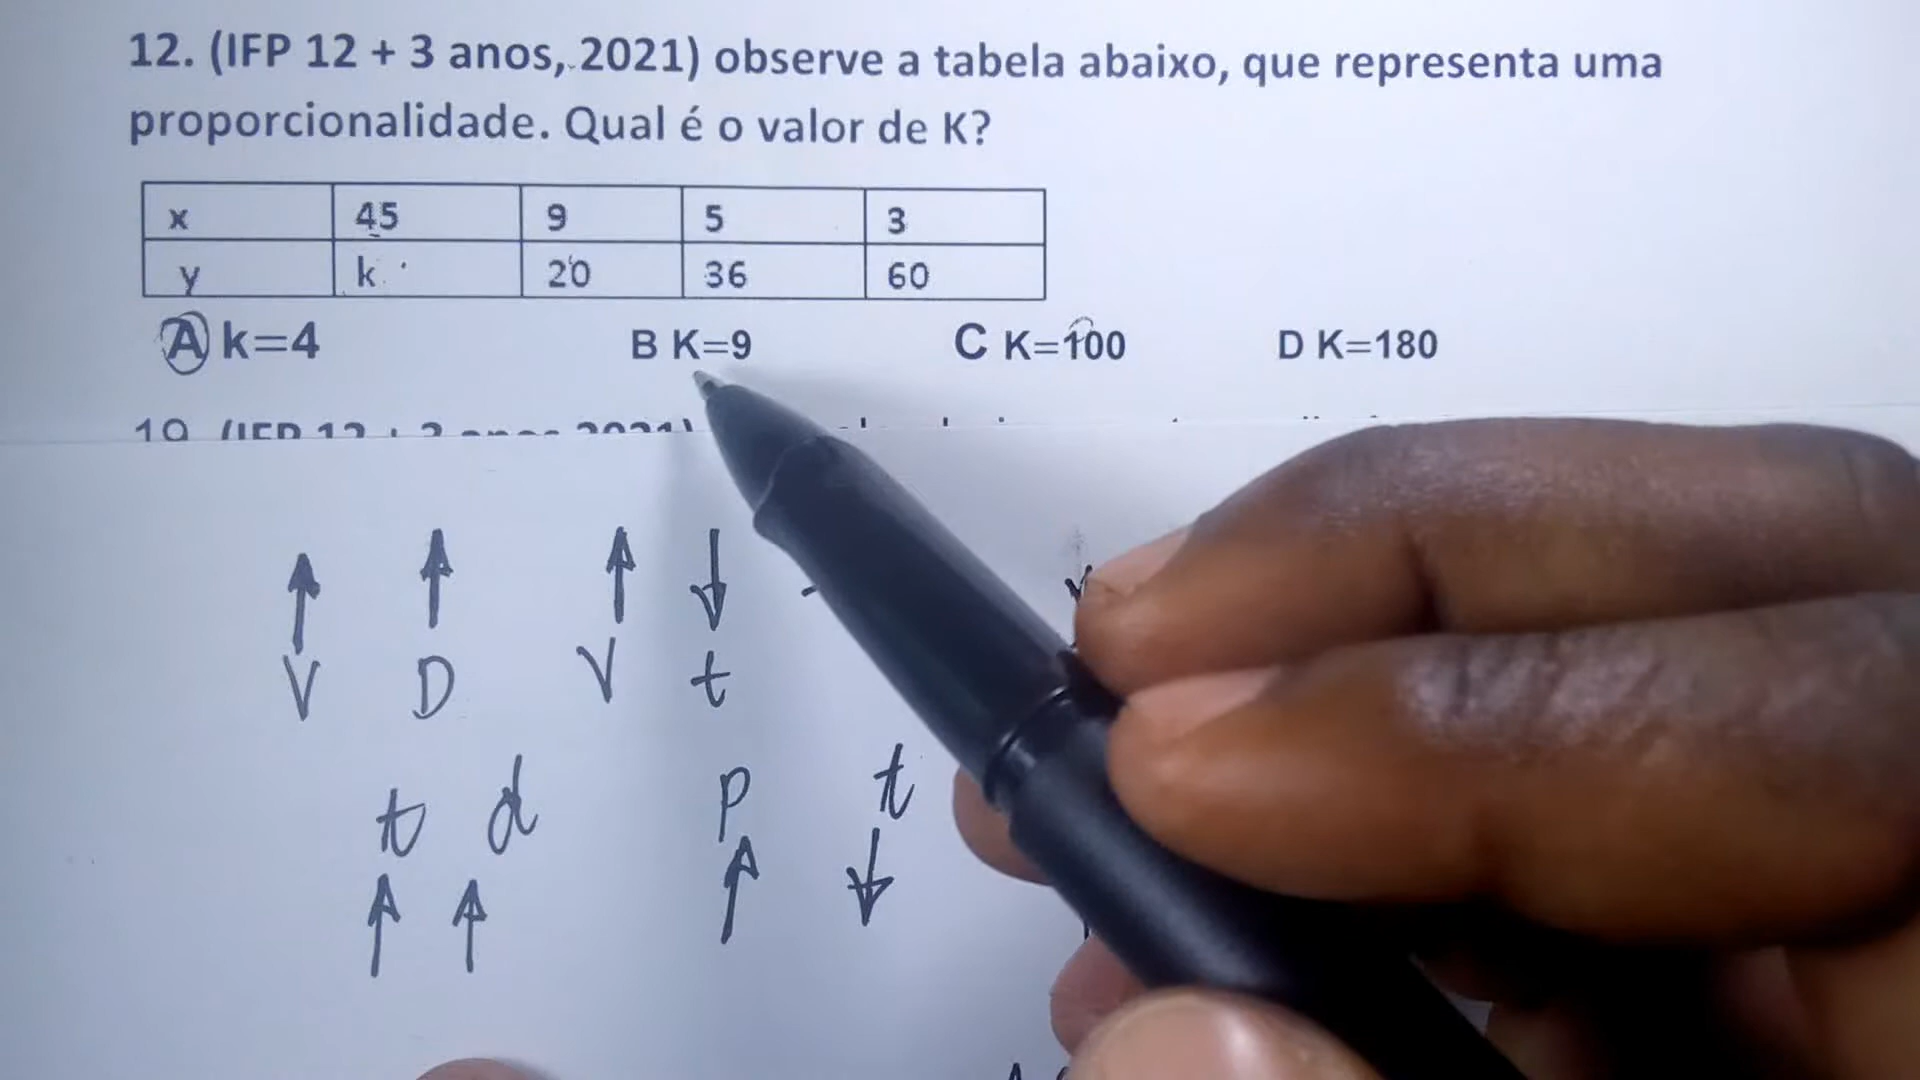 12. (IFP 12 + 3 anos, 2021) observe a tabela abaixo, que representa uma
proporcionalidade. Qual é o valor de K?
x 45 9 5 3
y k 20 36 60
A k=4 B K=9 C K=100 D K=180
V D V t
t d p t